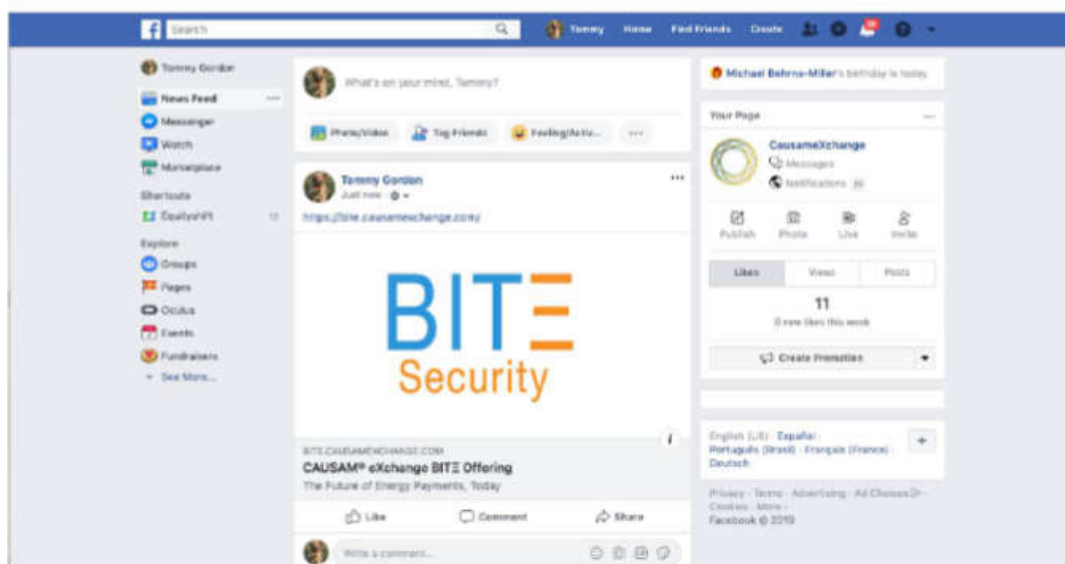 Search
Tommy Home Find Friends Create
Tommy Gordon
News Feed
Messenger
Watch
Marketplace
Shortcuts
Equityshift
Explore
Groups
Pages
Oculus
Events
Fundraisers
See More...
What's on your mind, Tommy?
Photo/Video Tag Friends Feeling/Activ...
Tommy Gordon
Just now
https://bite.causamexchange.com/
BITΞ
Security
BITE.CAUSAMEXCHANGE.COM
CAUSAM® eXchange BITΞ Offering
The Future of Energy Payments, Today
Like Comment Share
Write a comment...
Michael Behrns-Miller's birthday is today
Your Page
CausameXchange
Messages
Notifications
Publish Photo Live Invite
Likes Views Posts
11
0 new likes this week
Create Promotion
English (US) · Español ·
Português (Brasil) · Français (France) ·
Deutsch
Privacy · Terms · Advertising · Ad Choices ·
Cookies · More
Facebook © 2019